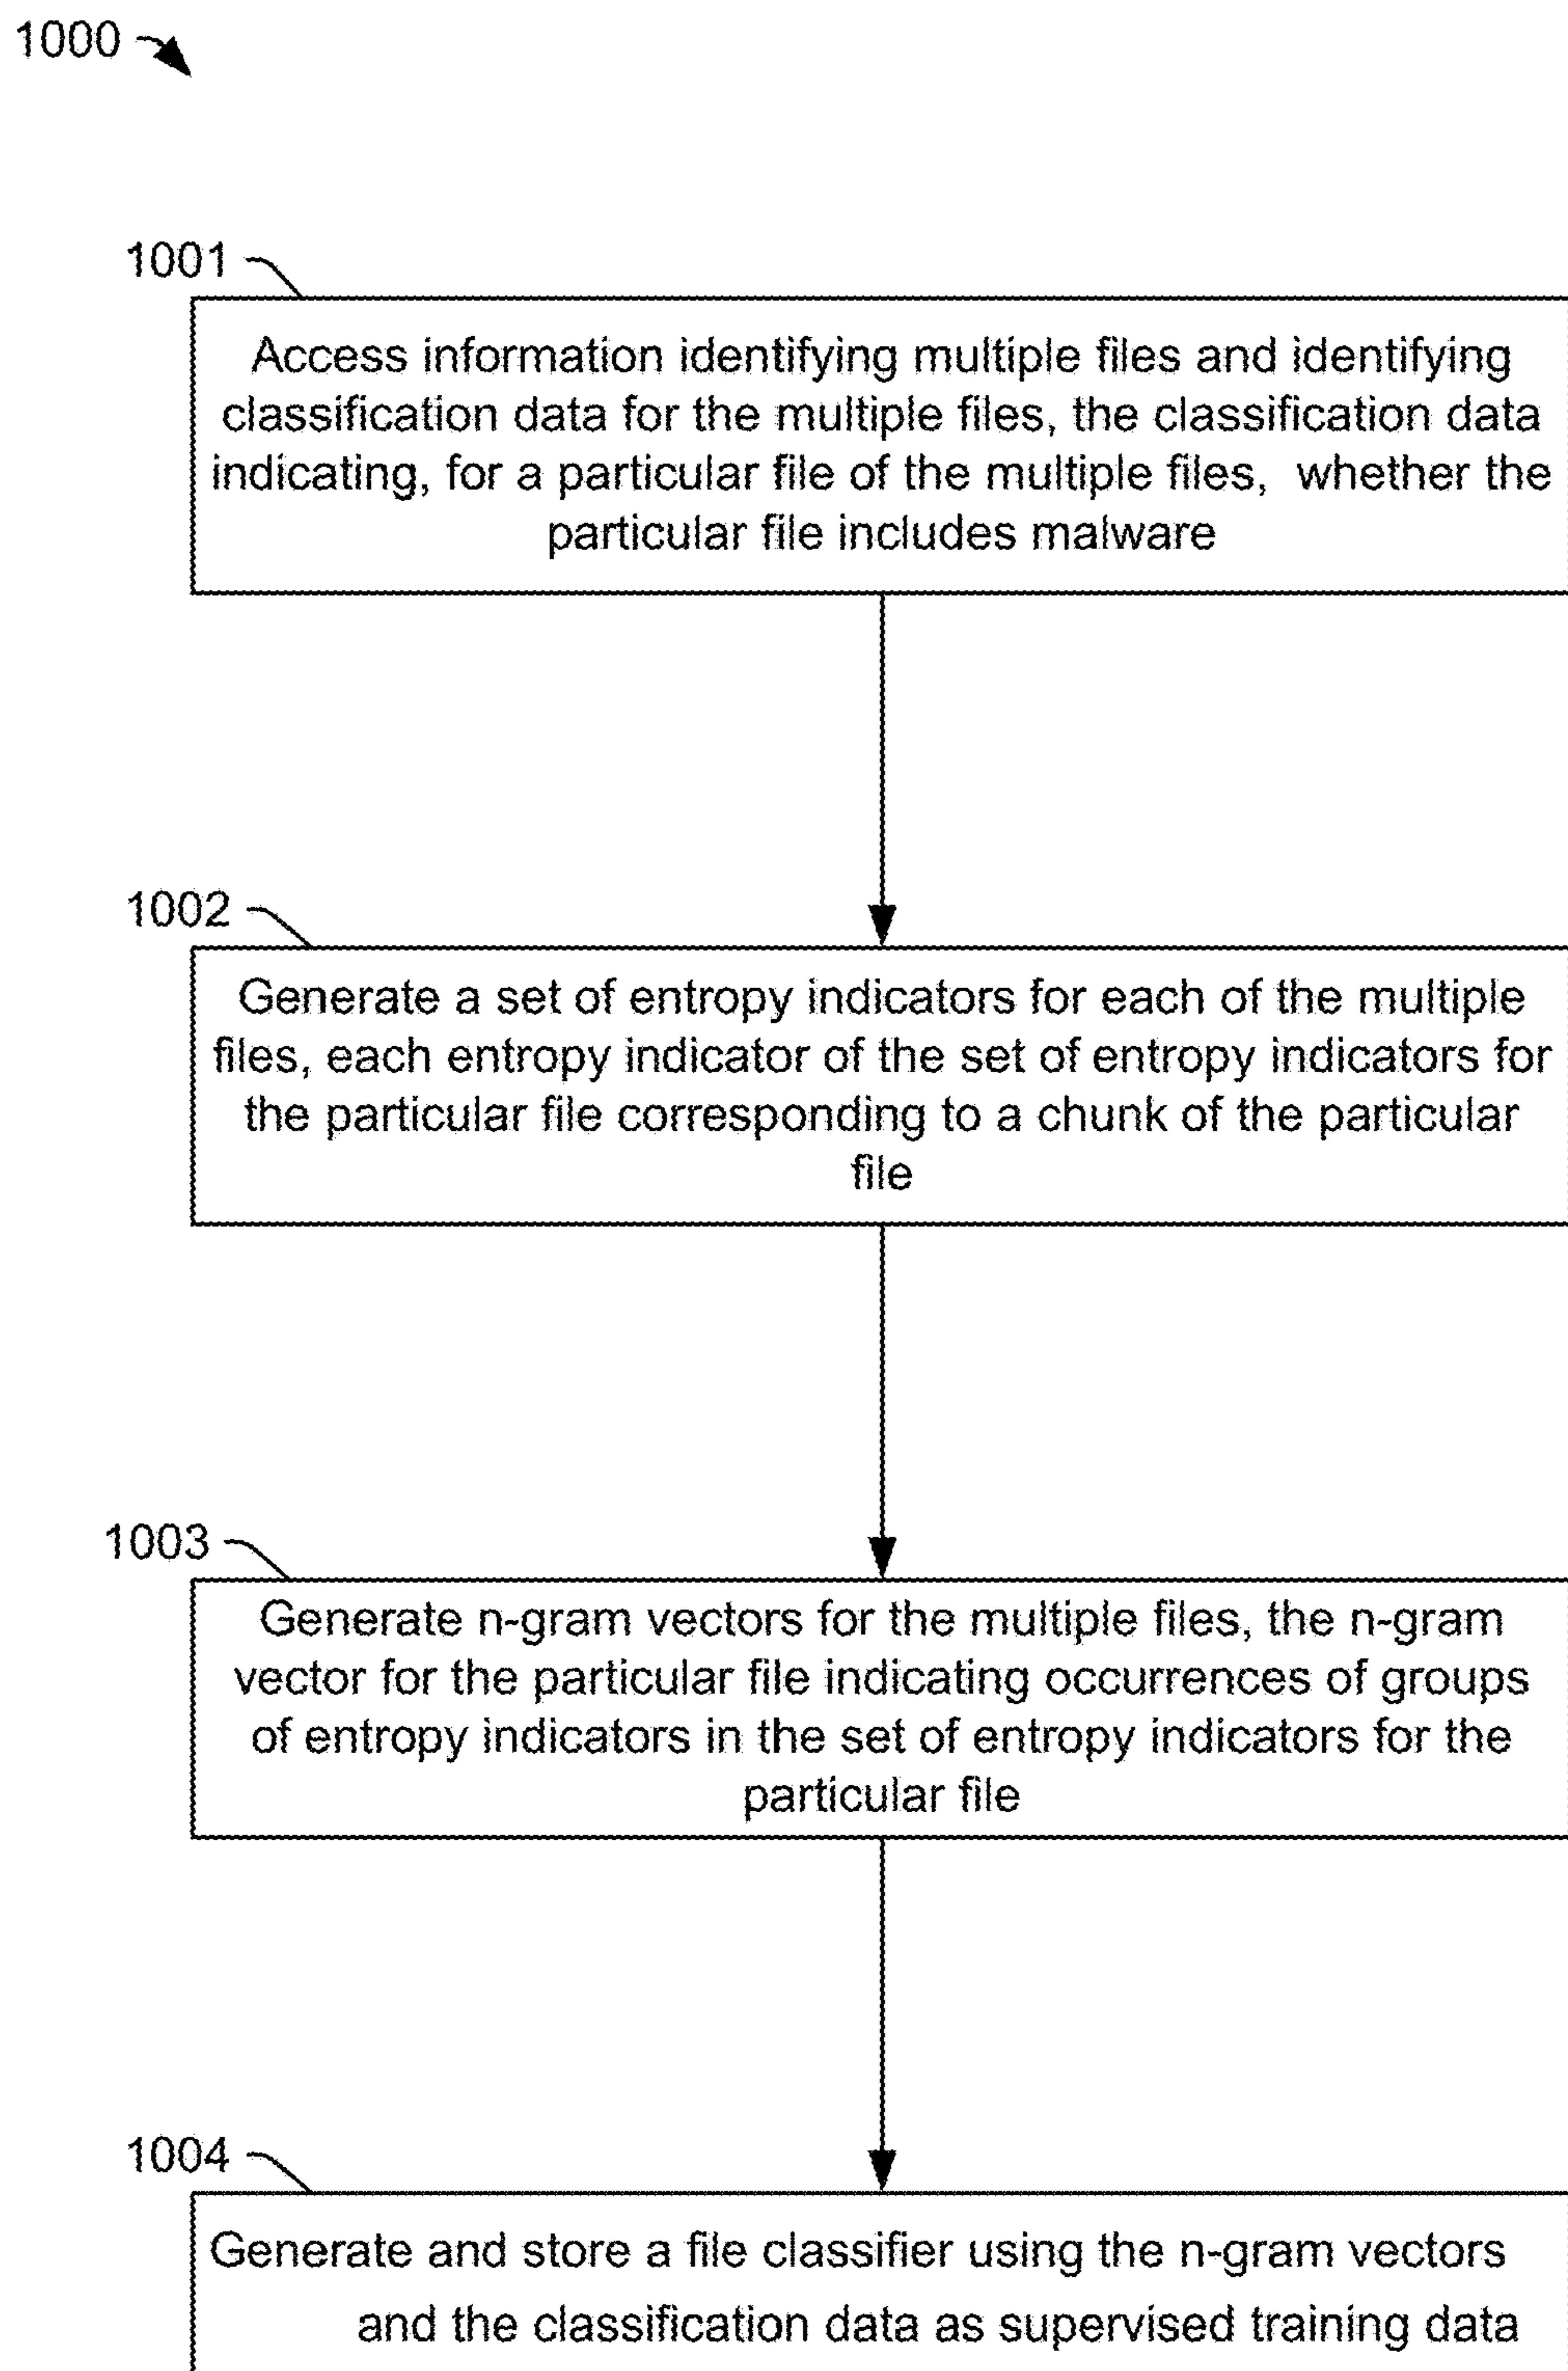 1000
1001
Access information identifying multiple files and identifying
classification data for the multiple files, the classification data
indicating, for a particular file of the multiple files, whether the
particular file includes malware
1002
Generate a set of entropy indicators for each of the multiple
files, each entropy indicator of the set of entropy indicators for
the particular file corresponding to a chunk of the particular
file
1003
Generate n-gram vectors for the multiple files, the n-gram
vector for the particular file indicating occurrences of groups
of entropy indicators in the set of entropy indicators for the
particular file
1004
Generate and store a file classifier using the n-gram vectors
and the classification data as supervised training data